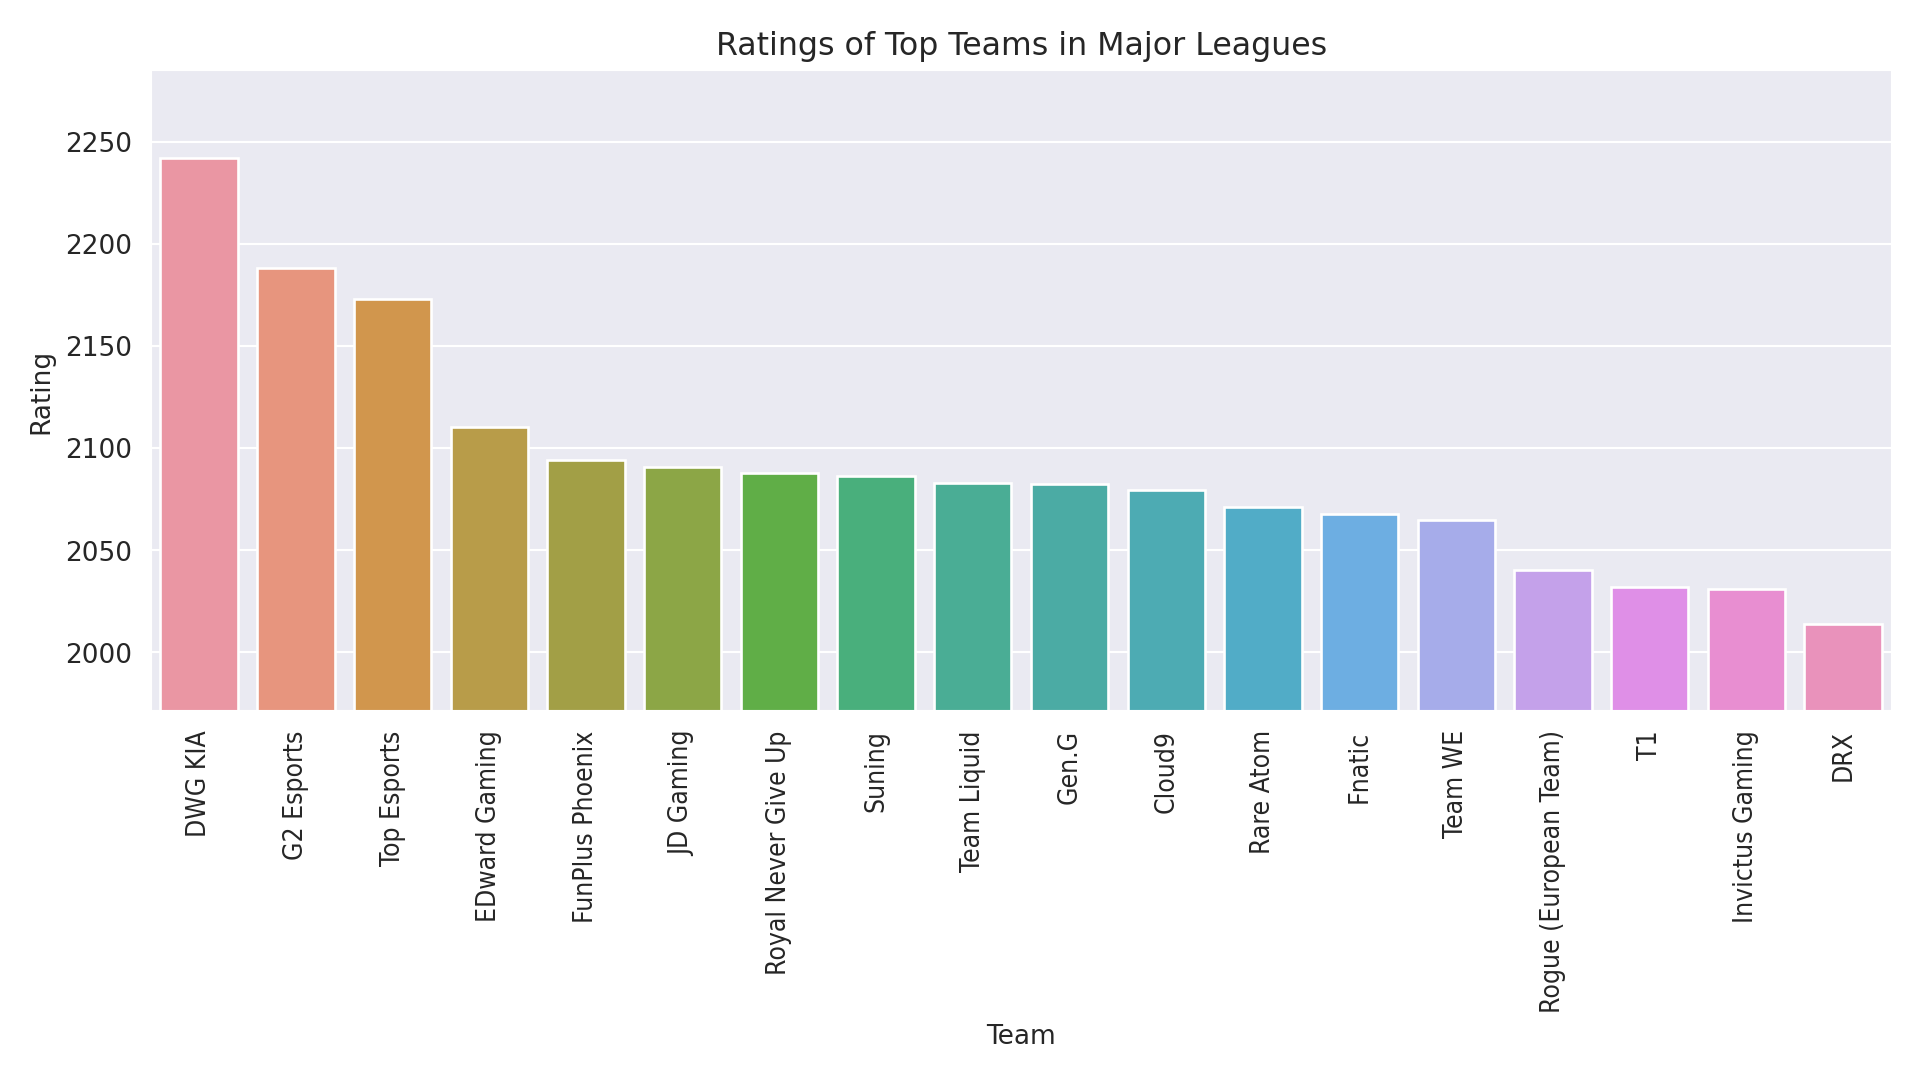 Ratings of Top Teams in Major Leagues
Rating
2250
2200
2150
2100
2050
2000
DWG KIA
G2 Esports
Top Esports
EDward Gaming
FunPlus Phoenix
JD Gaming
Royal Never Give Up
Suning
Team Liquid
Gen.G
Cloud9
Rare Atom
Fnatic
Team WE
Rogue (European Team)
T1
Invictus Gaming
DRX
Team